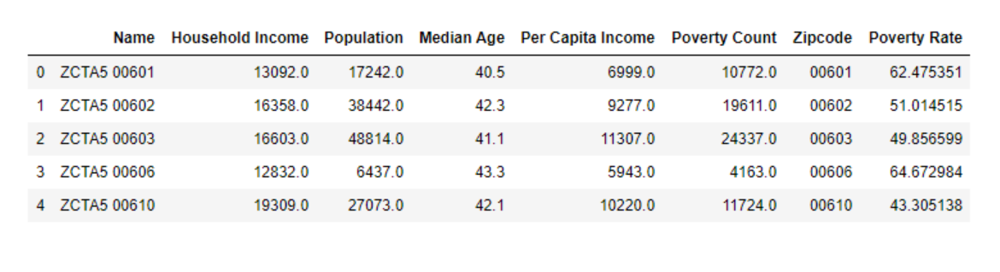 Name Household Income Population Median Age Per Capita Income Poverty Count Zipcode Poverty Rate
0 ZCTA5 00601 13092.0 17242.0 40.5 6999.0 10772.0 00601 62.475351
1 ZCTA5 00602 16358.0 38442.0 42.3 9277.0 19611.0 00602 51.014515
2 ZCTA5 00603 16603.0 48814.0 41.1 11307.0 24337.0 00603 49.856599
3 ZCTA5 00606 12832.0 6437.0 43.3 5943.0 4163.0 00606 64.672984
4 ZCTA5 00610 19309.0 27073.0 42.1 10220.0 11724.0 00610 43.305138